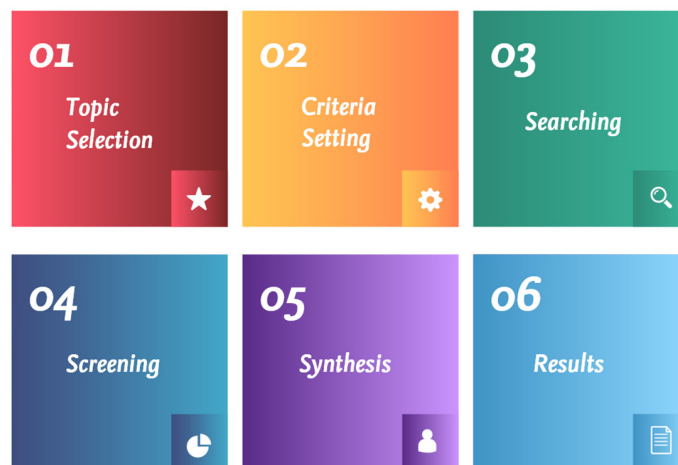 01
Topic
Selection
02
Criteria
Setting
03
Searching
04
Screening
05
Synthesis
06
Results